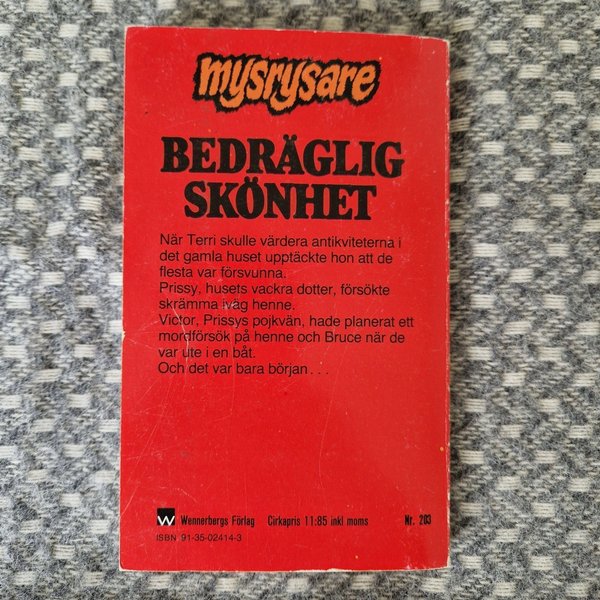 mysrysare
BEDRÄGLIG
SKÖNHET
När Terri skulle värdera antikviteterna i
det gamla huset upptäckte hon att de
flesta var försvunna.
Prissy, husets vackra dotter, försökte
skrämma iväg henne.
Victor, Prissys pojkvän, hade planerat ett
mordförsök på henne och Bruce när de
var ute i en båt.
Och det var bara början . . .
W Wennerbergs Förlag Cirkapris 11:85 inkl moms Nr. 203
ISBN 91-35-02414-3